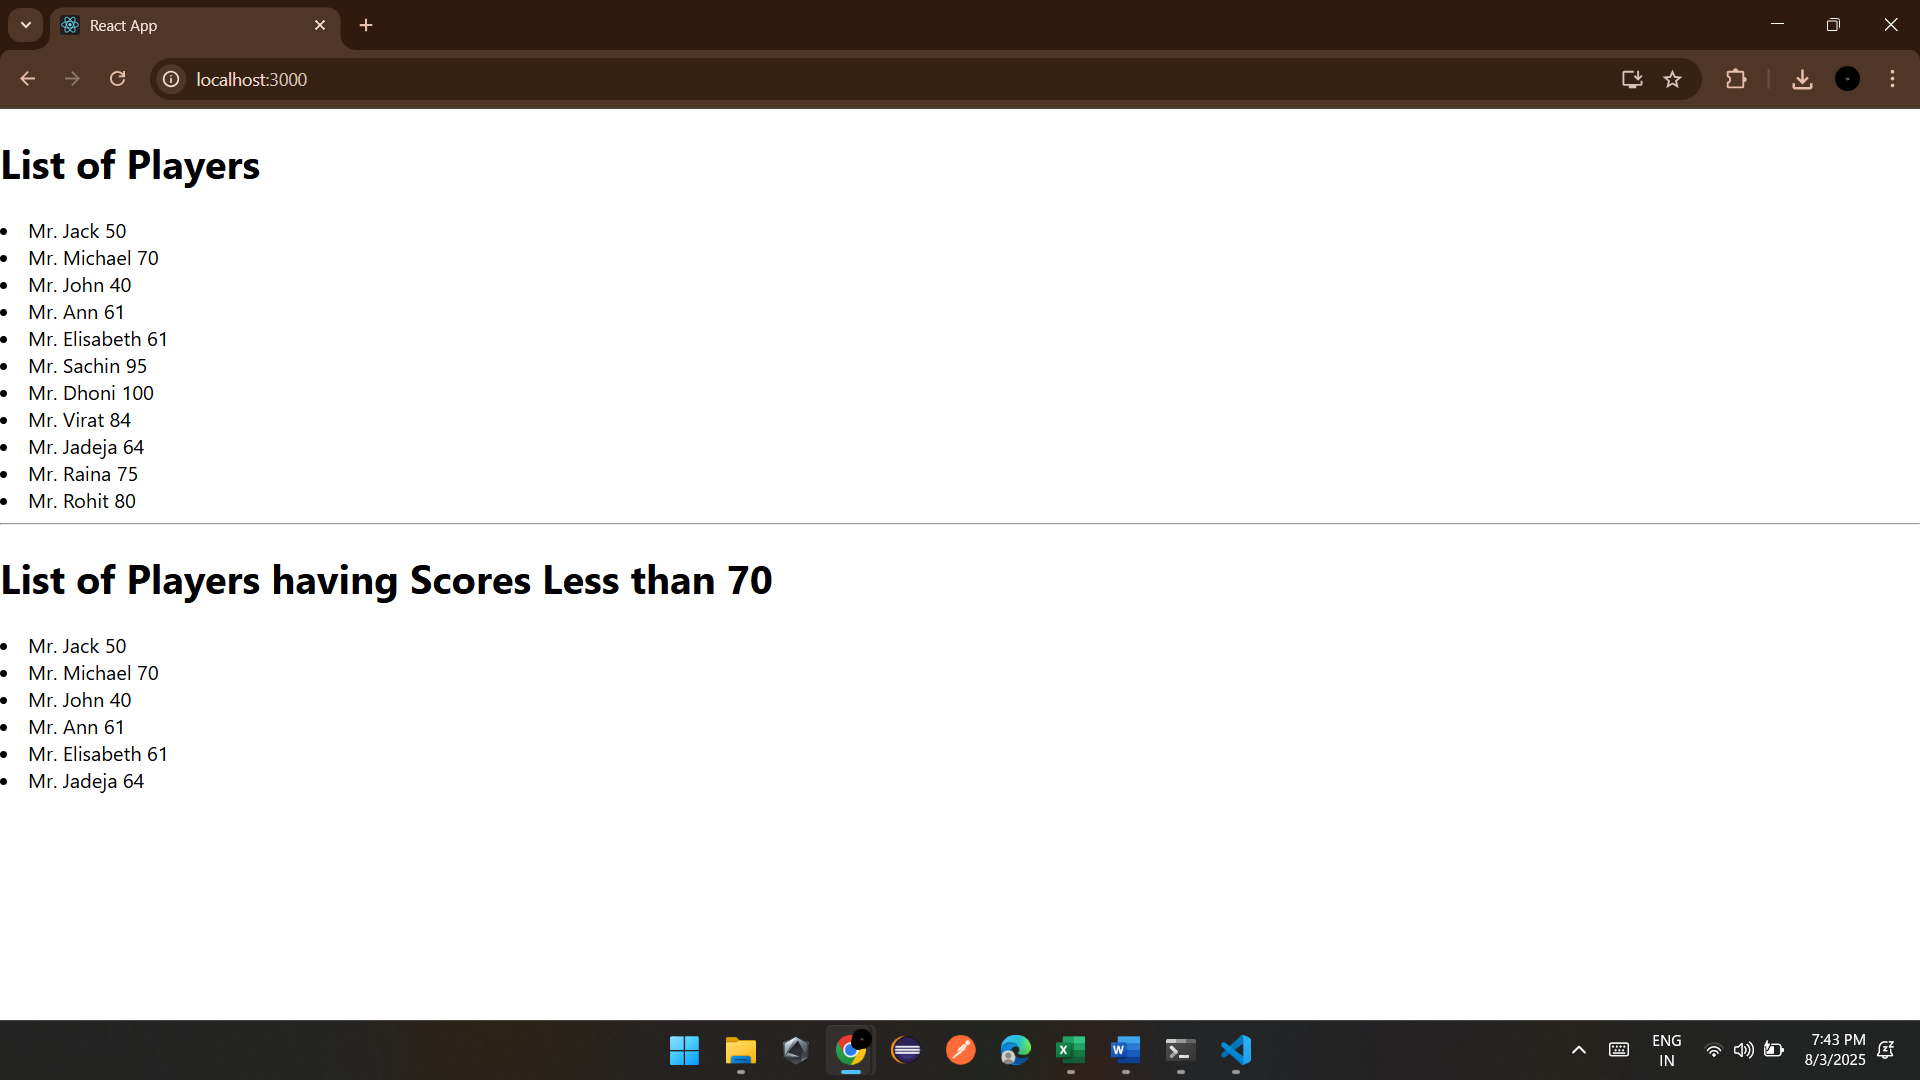 React App
localhost:3000
List of Players
Mr. Jack 50
Mr. Michael 70
Mr. John 40
Mr. Ann 61
Mr. Elisabeth 61
Mr. Sachin 95
Mr. Dhoni 100
Mr. Virat 84
Mr. Jadeja 64
Mr. Raina 75
Mr. Rohit 80
List of Players having Scores Less than 70
Mr. Jack 50
Mr. Michael 70
Mr. John 40
Mr. Ann 61
Mr. Elisabeth 61
Mr. Jadeja 64
ENG
IN
7:43 PM
8/3/2025